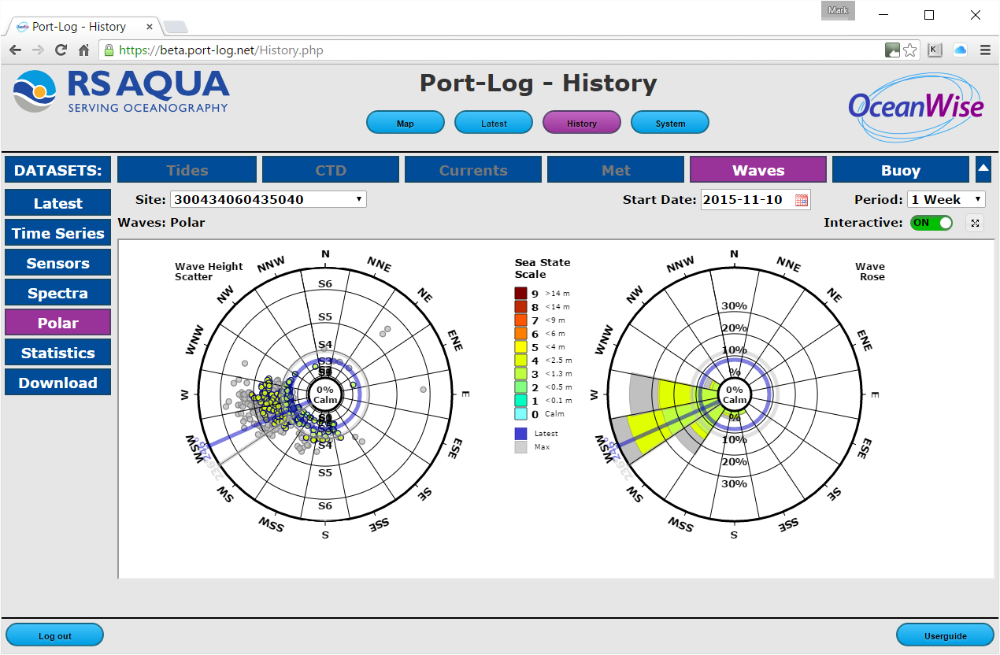 Mark
Port-Log - History
https://beta.port-log.net/History.php
K
RS AQUA
SERVING OCEANOGRAPHY
Port-Log - History
OceanWise
Map Latest History System
DATASETS: Tides CTD Currents Met Waves Buoy
Latest
Time Series
Sensors
Spectra
Polar
Statistics
Download
Site: 300434060435040 Start Date: 2015-11-10 Period: 1 Week
Waves: Polar Interactive: ON
Wave Height
Scatter
N
NNE
NE
ENE
E
ESE
SE
SSE
S
SSW
SW
WSW
W
WNW
NW
NNW
S6
S5
S4
S3
0%
Calm
S4
S5
S6
246°
236°
Sea State
Scale
9 >14 m
8 <14 m
7 <9 m
6 <6 m
5 <4 m
4 <2.5 m
3 <1.3 m
2 <0.5 m
1 <0.1 m
0 Calm
Latest
Max
Wave
Rose
N
NNE
NE
ENE
E
ESE
SE
SSE
S
SSW
SW
WSW
W
WNW
NW
NNW
30%
20%
10%
%
0%
Calm
%
10%
20%
30%
246°
236°
Log out Userguide